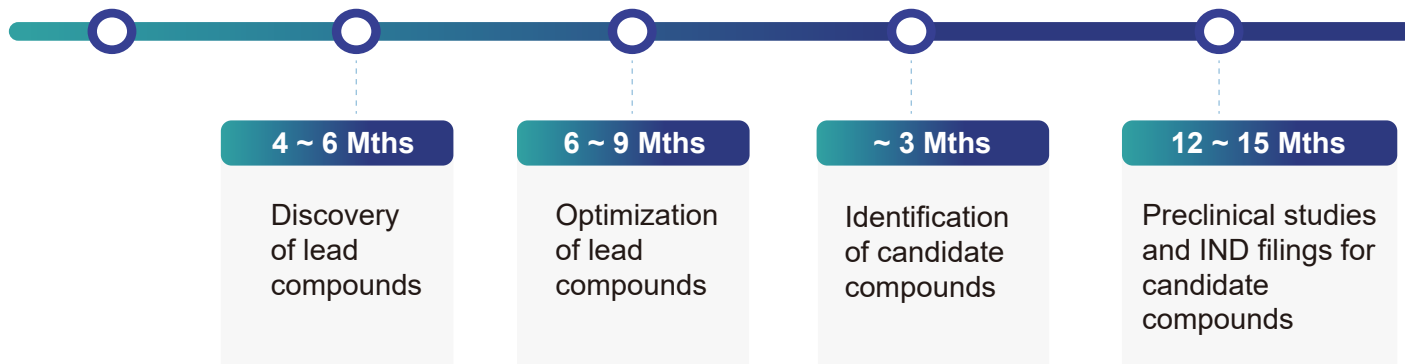 4 ~ 6 Mths
Discovery
of lead
compounds
6 ~ 9 Mths
Optimization
of lead
compounds
~ 3 Mths
Identification
of candidate
compounds
12 ~ 15 Mths
Preclinical studies
and IND filings for
candidate
compounds